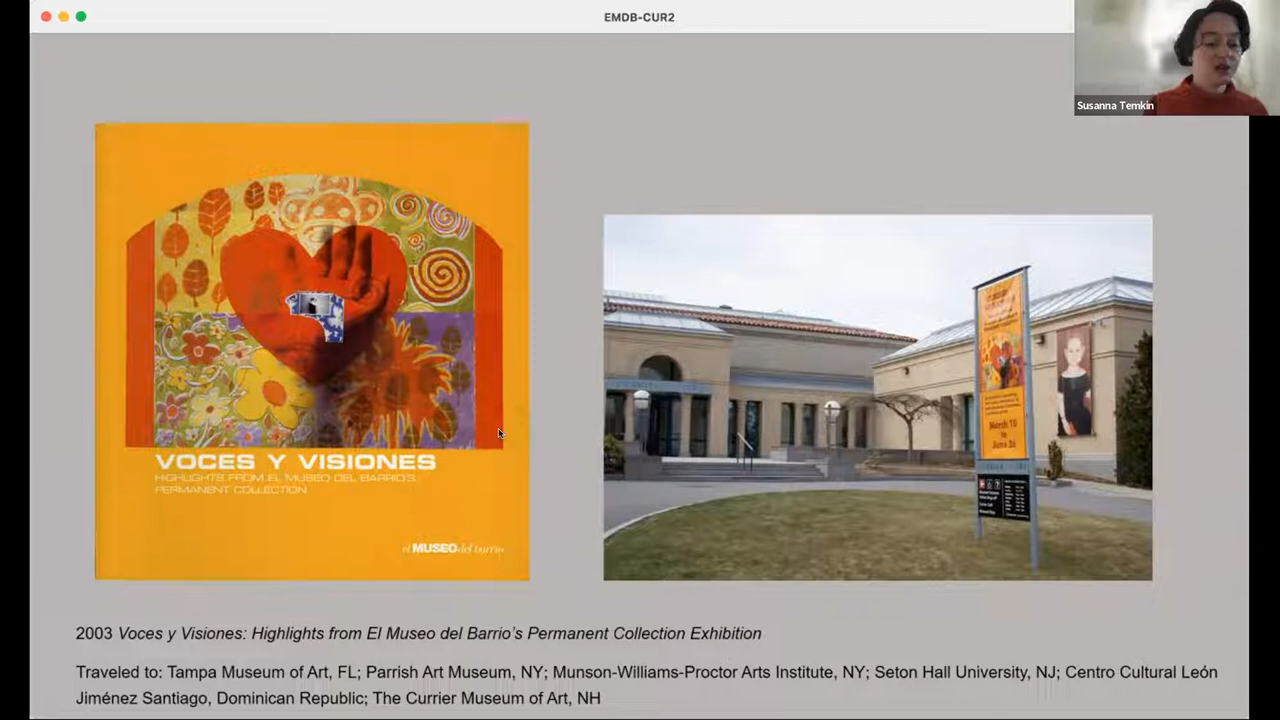 EMDB-CUR2
Susanna Temkin
VOCES Y VISIONES
HIGHLIGHTS FROM EL MUSEO DEL BARRIO'S
PERMANENT COLLECTION
el MUSEO del barrio
March 10
to
June 26
2003 Voces y Visiones: Highlights from El Museo del Barrio's Permanent Collection Exhibition
Traveled to: Tampa Museum of Art, FL; Parrish Art Museum, NY; Munson-Williams-Proctor Arts Institute, NY; Seton Hall University, NJ; Centro Cultural León
Jiménez Santiago, Dominican Republic; The Currier Museum of Art, NH